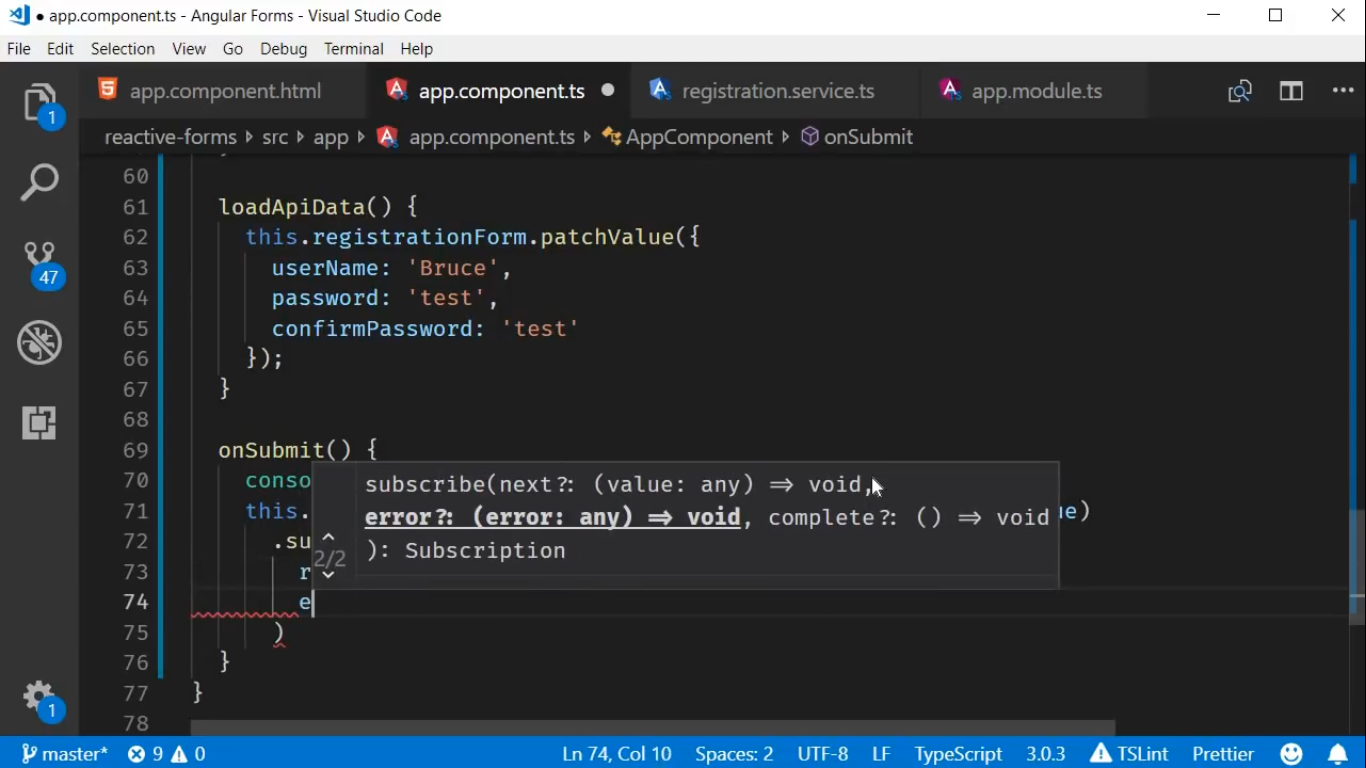 ● app.component.ts - Angular Forms - Visual Studio Code
File Edit Selection View Go Debug Terminal Help
app.component.html app.component.ts registration.service.ts app.module.ts
reactive-forms src app app.component.ts AppComponent onSubmit
60
61 loadApiData() {
62 this.registrationForm.patchValue({
63 userName: 'Bruce',
64 password: 'test',
65 confirmPassword: 'test'
66 });
67 }
68
69 onSubmit() {
70 conso
71 this.
72 .su
73 r
74 e
75 )
76 }
77 }
78
subscribe(next?: (value: any) ⇒ void,
error?: (error: any) ⇒ void, complete?: () ⇒ void
): Subscription
2/2
1
47
1
master* 9 0 Ln 74, Col 10 Spaces: 2 UTF-8 LF TypeScript 3.0.3 TSLint Prettier